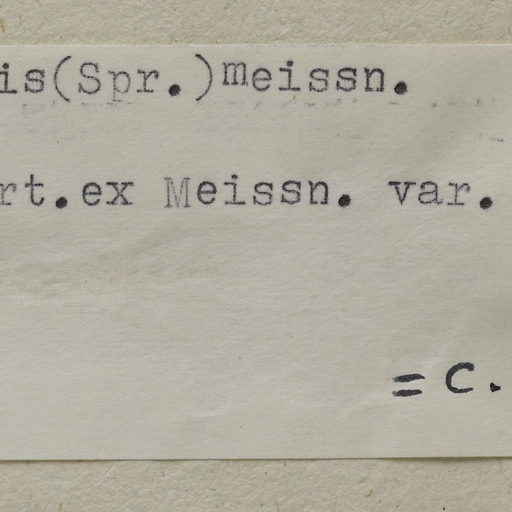 is(Spr.)meissn.
rt.ex Meissn. var.
= c.